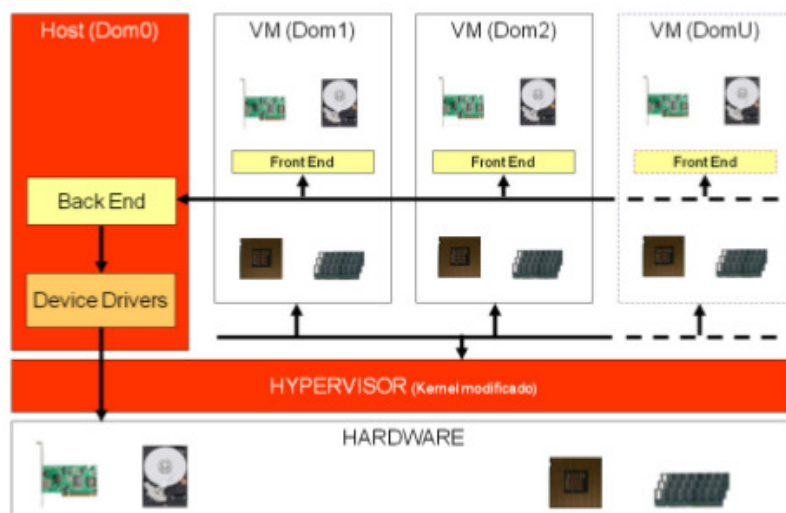 Host (Dom0)
VM (Dom1)
VM (Dom2)
VM (DomU)
Front End
Front End
Front End
Back End
Device Drivers
HYPERVISOR (Kernel modificado)
HARDWARE